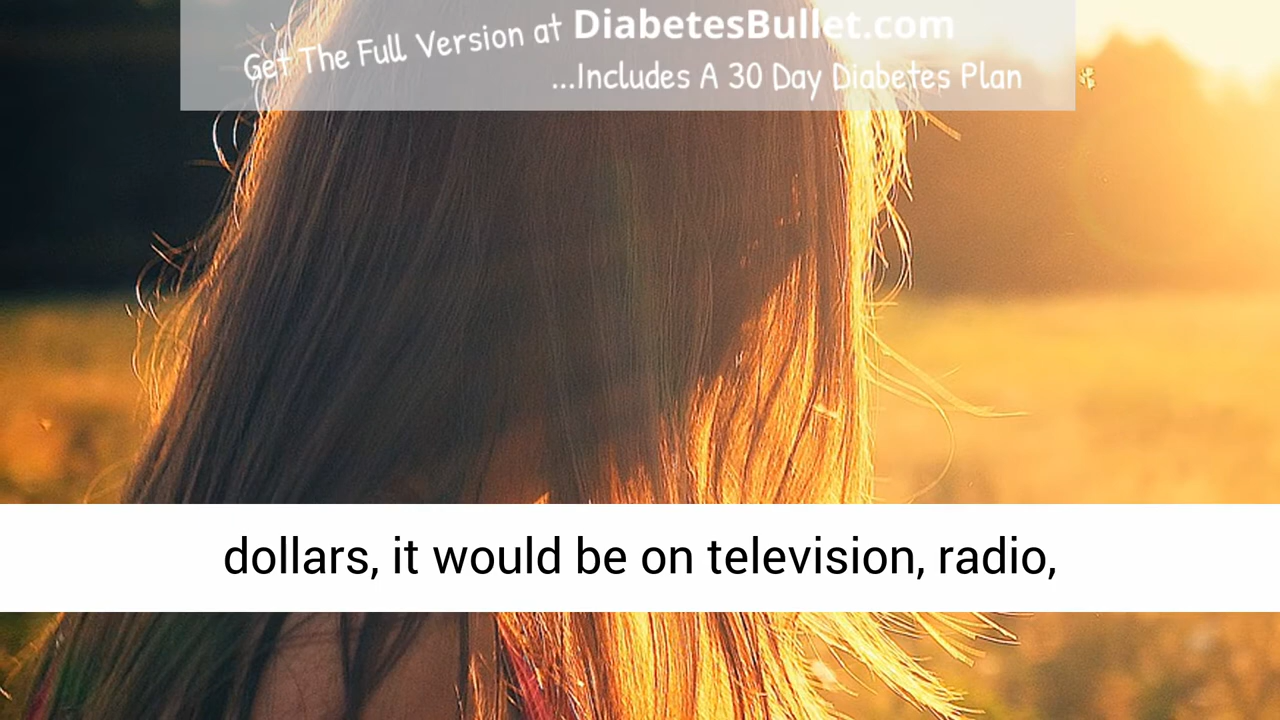 Get The Full Version at DiabetesBullet.com
...Includes A 30 Day Diabetes Plan
dollars, it would be on television, radio,